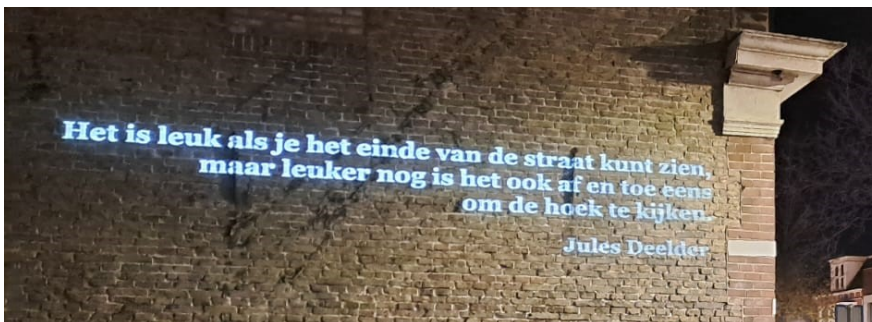 Het is leuk als je het einde van de straat kunt zien,
maar leuker nog is het ook af en toe eens
om de hoek te kijken.
Jules Deelder